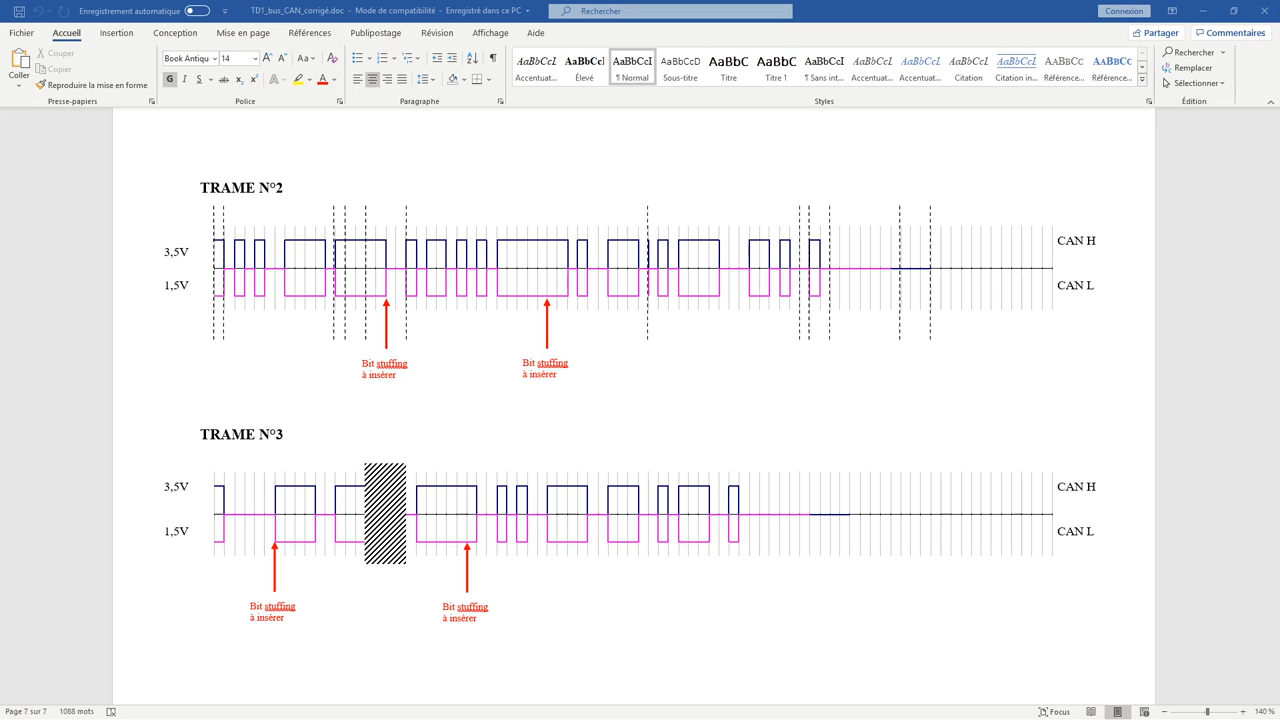 Enregistrement automatique
TD1_bus_CAN_corrigé.doc - Mode de compatibilité - Enregistré dans ce PC
Rechercher
Connexion
Fichier Accueil Insertion Conception Mise en page Références Publipostage Révision Affichage Aide
Partager Commentaires
Coller
Couper
Copier
Reproduire la mise en forme
Presse-papiers
Book Antiqu 14
G I S ab x₂ x² A
Police
Paragraphe
AaBbCcI AaBbCcI AaBbCcI AaBbCcD AaBbC AaBbC AaBbCcI AaBbCcI AaBbCcI AaBbCcI AaBbCcI AaBbCc AaBbCc
Accentuat... Élevé ¶ Normal Sous-titre Titre Titre 1 ¶ Sans int... Accentuat... Accentuat... Citation Citation in... Référence... Référence...
Styles
Rechercher
Remplacer
Sélectionner
Édition
TRAME N°2
3,5V
1,5V
CAN H
CAN L
Bit stuffing
à insérer
Bit stuffing
à insérer
TRAME N°3
3,5V
1,5V
CAN H
CAN L
Bit stuffing
à insérer
Bit stuffing
à insérer
Page 7 sur 7 1088 mots
Focus
140 %